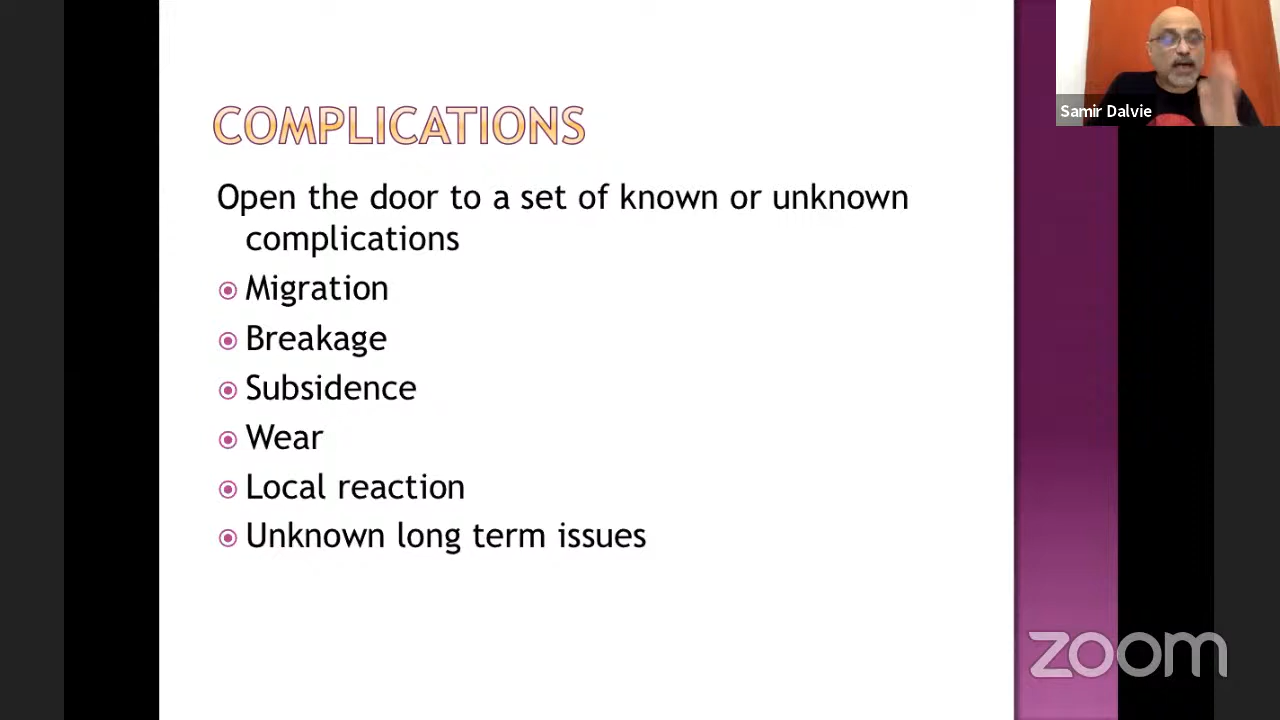 COMPLICATIONS
Open the door to a set of known or unknown
complications
Migration
Breakage
Subsidence
Wear
Local reaction
Unknown long term issues
Samir Dalvie
zoom